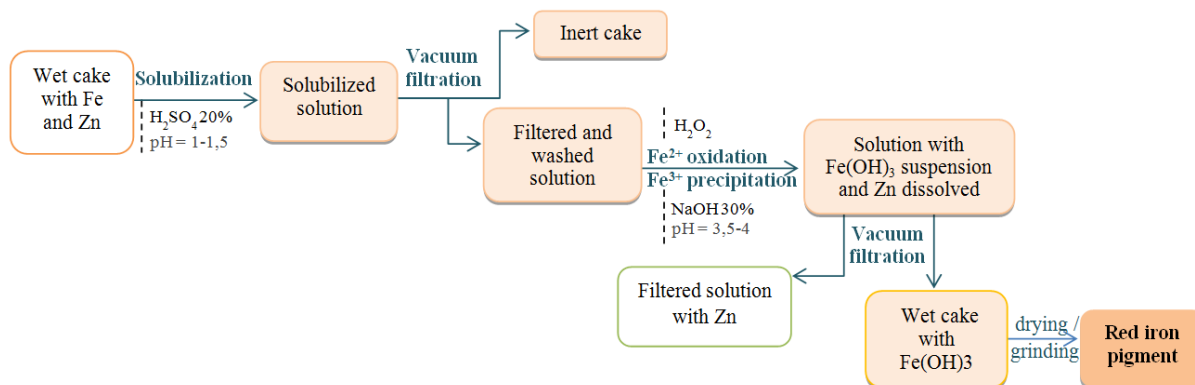 Wet cake
with Fe
and Zn
Solubilization
H₂SO₄ 20%
pH = 1-1,5
Solubilized
solution
Vacuum
filtration
Inert cake
Filtered and
washed
solution
H₂O₂
Fe²⁺ oxidation
Fe³⁺ precipitation
NaOH 30%
pH = 3,5-4
Solution with
Fe(OH)₃ suspension
and Zn dissolved
Vacuum
filtration
Filtered solution
with Zn
Wet cake
with
Fe(OH)3
drying /
grinding
Red iron
pigment